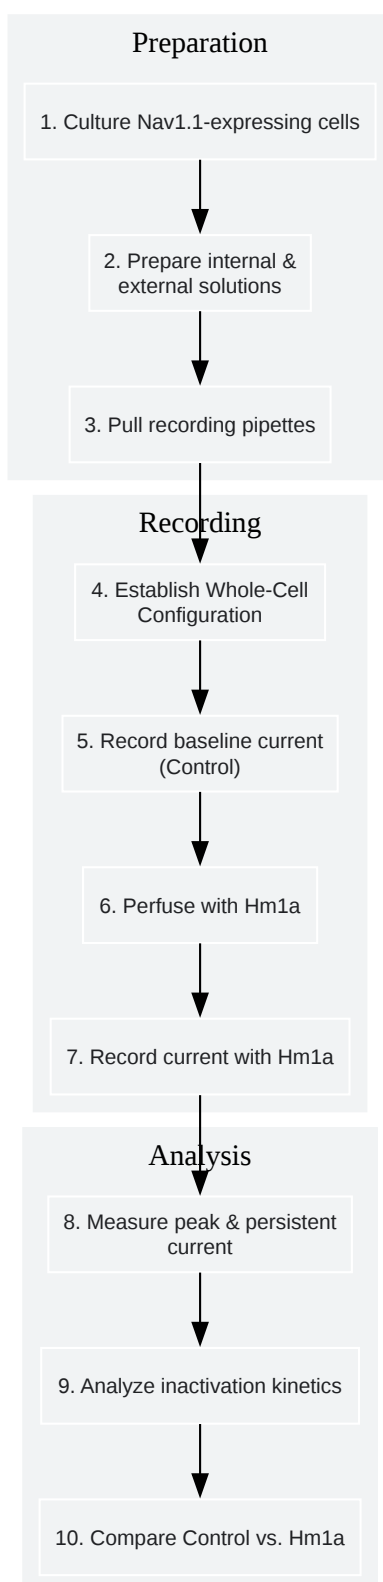 Preparation
1. Culture Nav1.1-expressing cells
2. Prepare internal &
external solutions
3. Pull recording pipettes
Recording
4. Establish Whole-Cell
Configuration
5. Record baseline current
(Control)
6. Perfuse with Hm1a
7. Record current with Hm1a
Analysis
8. Measure peak & persistent
current
9. Analyze inactivation kinetics
10. Compare Control vs. Hm1a